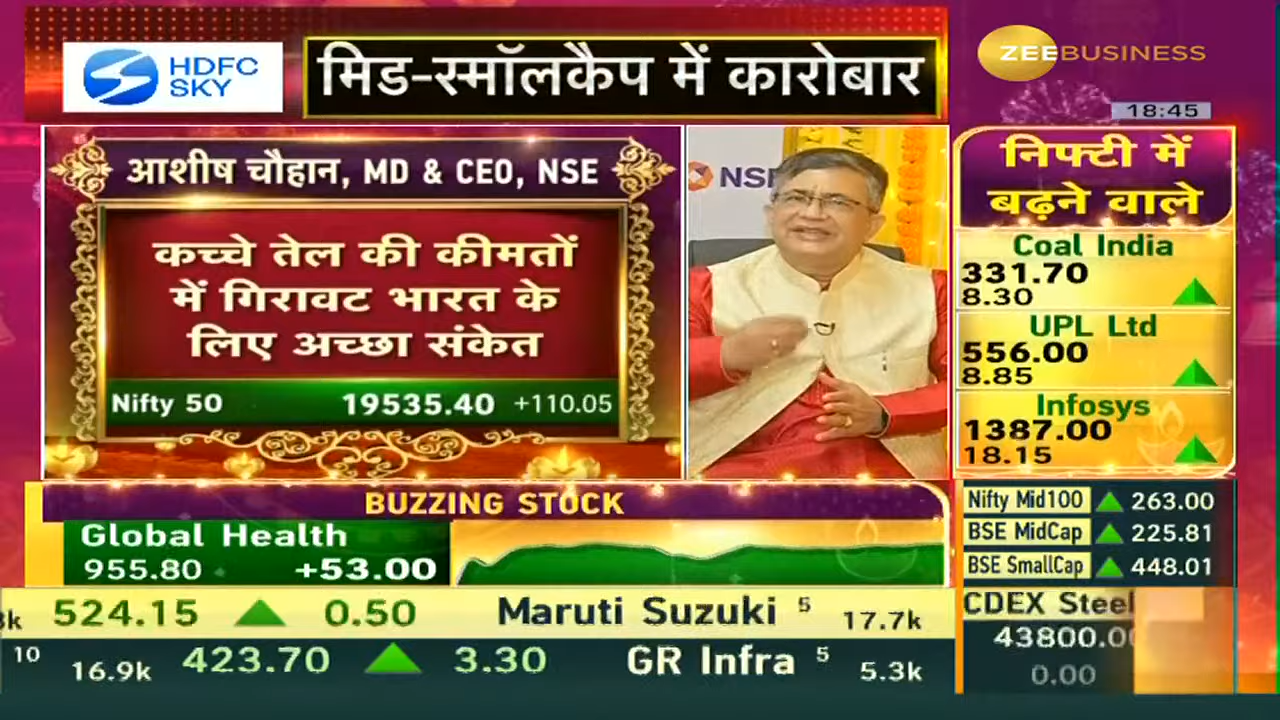 HDFC
SKY
मिड-स्मॉलकैप में कारोबार
ZEEBUSINESS
18:45
आशीष चौहान, MD & CEO, NSE
कच्चे तेल की कीमतों
में गिरावट भारत के
लिए अच्छा संकेत
Nifty 50 19535.40 +110.05
NSE
निफ्टी में
बढ़ने वाले
Coal India
331.70
8.30
UPL Ltd
556.00
8.85
Infosys
1387.00
18.15
BUZZING STOCK
Global Health
955.80 +53.00
Nifty Mid100 263.00
BSE MidCap 225.81
BSE SmallCap 448.01
CDEX Steel
43800.00
0.00
524.15 0.50 Maruti Suzuki 5 17.7k
10 16.9k 423.70 3.30 GR Infra 5 5.3k